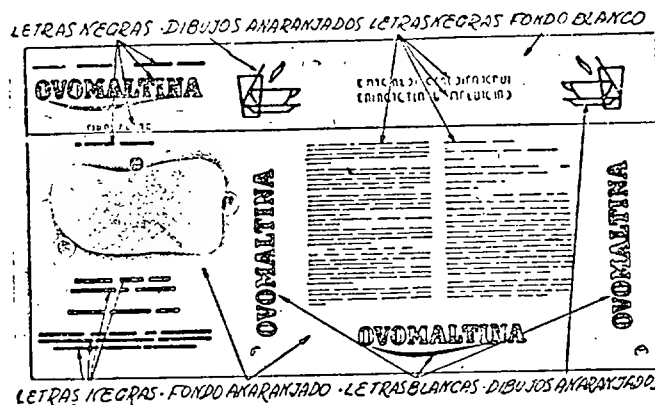 LETRAS NEGRAS · DIBUJOS ANARANJADOS LETRAS NEGRAS FONDO BLANCO
OVOMALTINA
OVOMALTINA
OVOMALTINA
OVOMALTINA
LETRAS NEGRAS · FONDO ANARANJADO · LETRAS BLANCAS · DIBUJOS ANARANJADOS